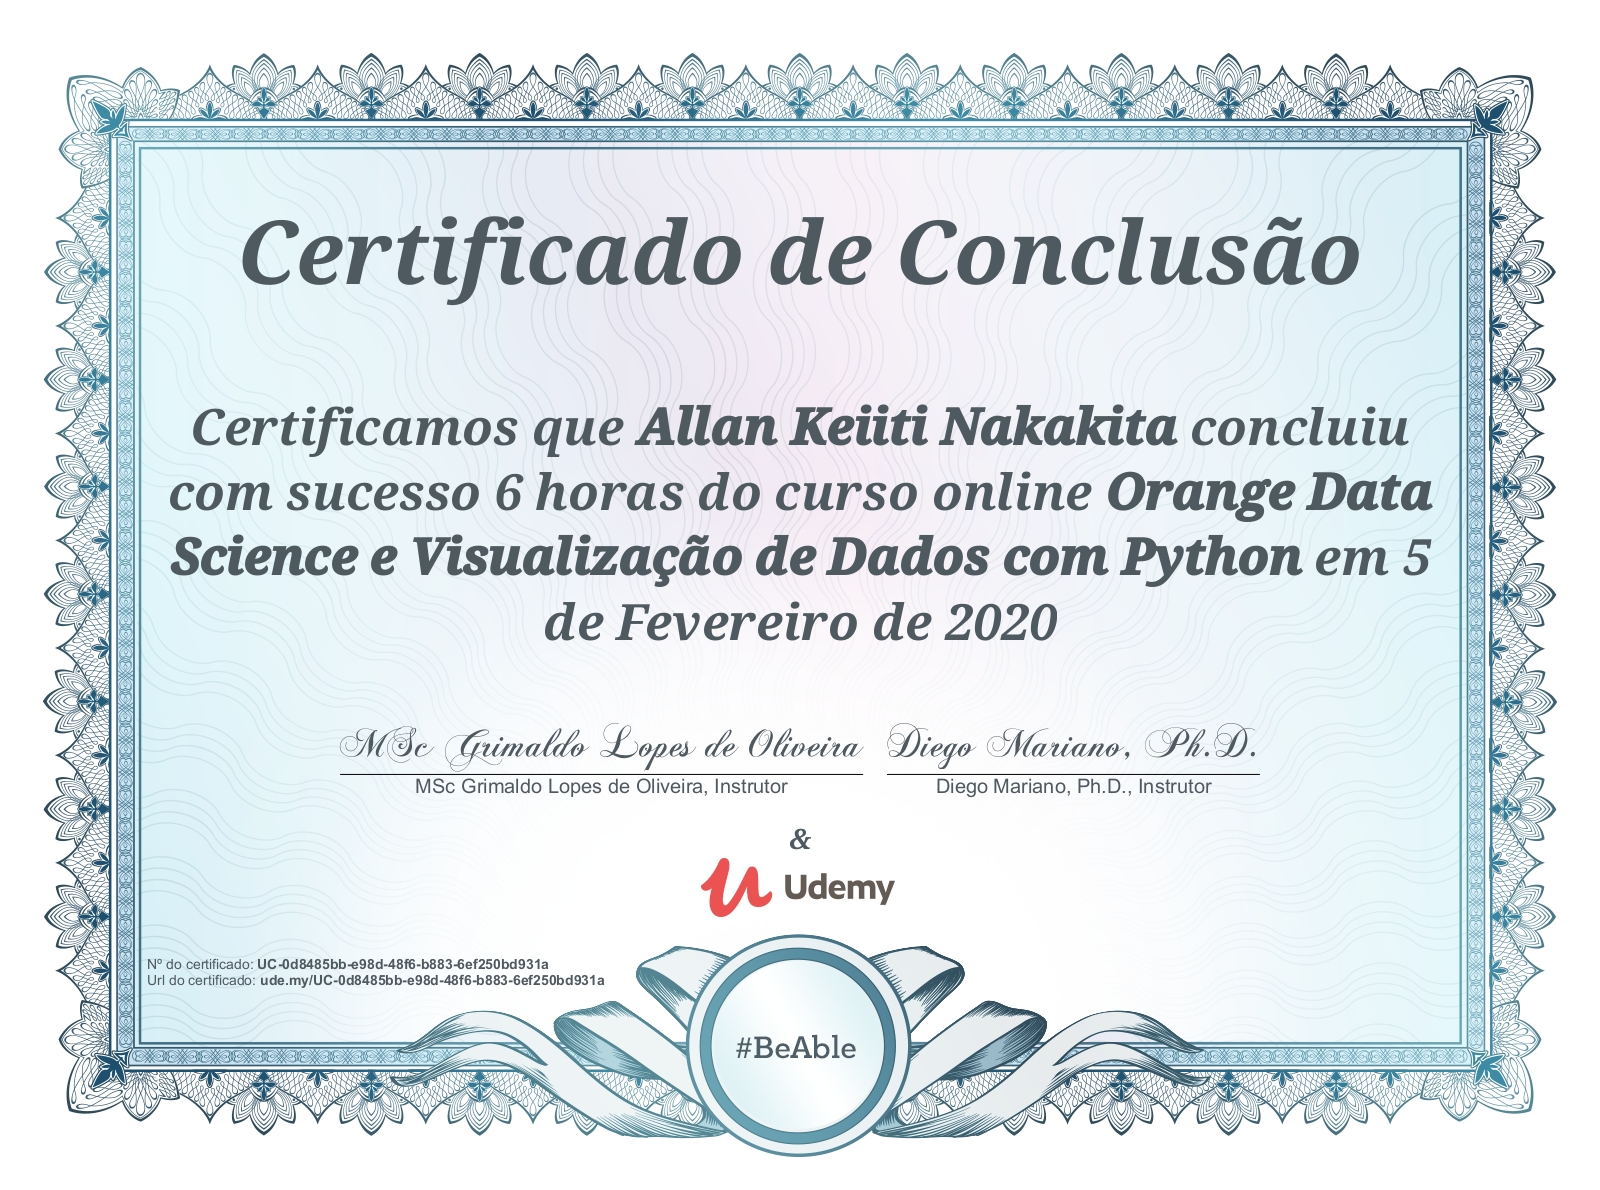 Certificado de Conclusão
Certificamos que Allan Keiiti Nakakita concluiu
com sucesso 6 horas do curso online Orange Data
Science e Visualização de Dados com Python em 5
de Fevereiro de 2020
MSc Grimaldo Lopes de Oliveira Diego Mariano, Ph.D.
MSc Grimaldo Lopes de Oliveira, Instrutor Diego Mariano, Ph.D., Instrutor
&
Udemy
Nº do certificado: UC-0d8485bb-e98d-48f6-b883-6ef250bd931a
Url do certificado: ude.my/UC-0d8485bb-e98d-48f6-b883-6ef250bd931a
#BeAble